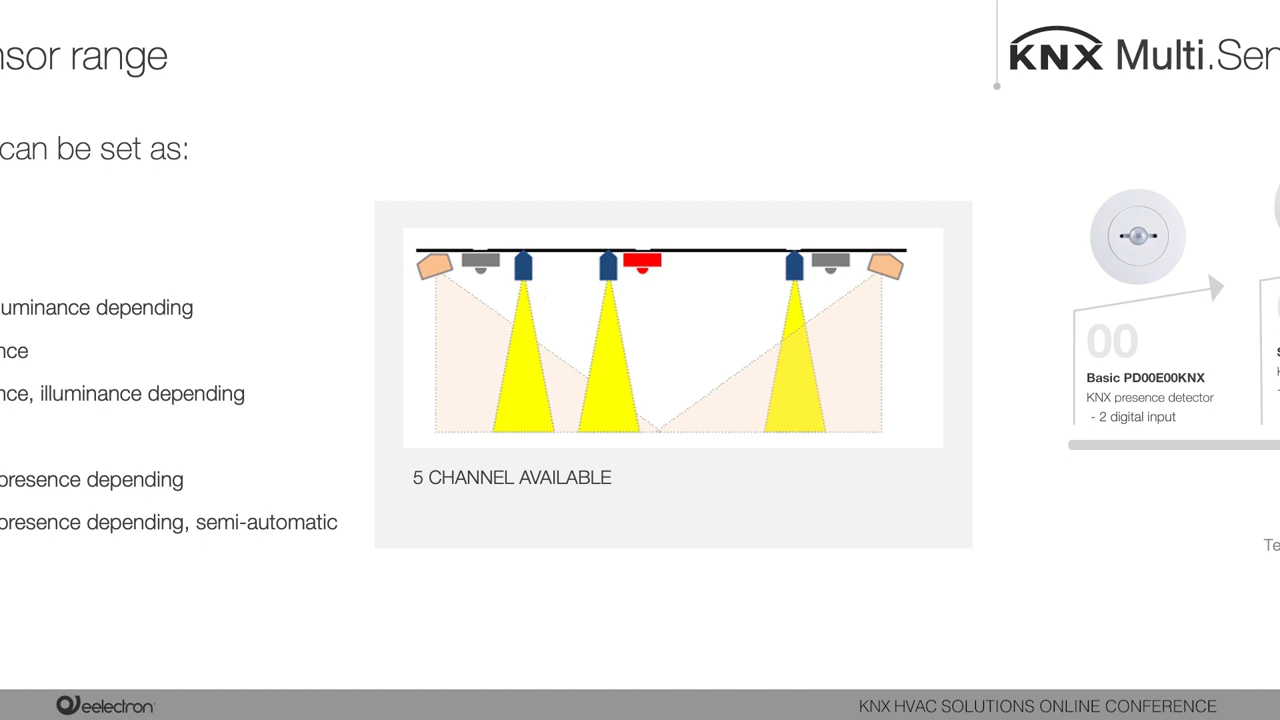 nsor range
KNX Multi.Sen
can be set as:
uminance depending
nce
nce, illuminance depending
presence depending
presence depending, semi-automatic
5 CHANNEL AVAILABLE
00
Basic PD00E00KNX
KNX presence detector
- 2 digital input
Te
eelectron
KNX HVAC SOLUTIONS ONLINE CONFERENCE